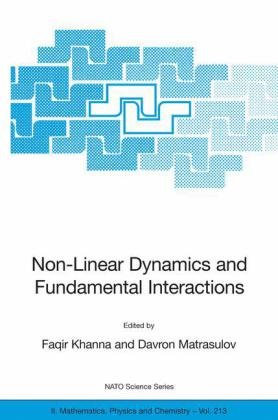 Non-Linear Dynamics and
Fundamental Interactions
Edited by
Faqir Khanna and Davron Matrasulov
NATO Science Series
II. Mathematics, Physics and Chemistry – Vol. 213